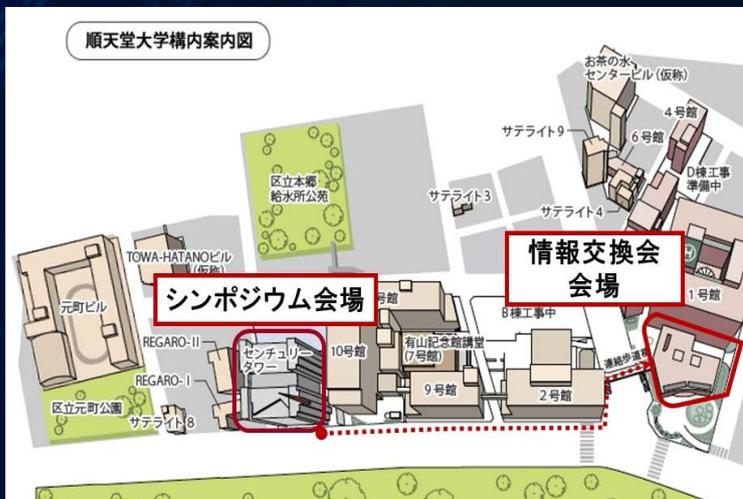 順天堂大学構内案内図
お茶の水
センタービル(仮称)
4号館
サテライト9
6号館
D棟工事
準備中
区立本郷
給水所公苑
サテライト3
サテライト4
TOWA-HATANOビル
(仮称)
情報交換会
会場
元町ビル
シンポジウム会場
号館
1号館
B棟工事中
REGARO-II
センチュリー
タワー
10号館
有山記念館講堂
(7号館)
連絡歩道橋
REGARO-I
9号館
2号館
区立元町公園
サテライト8